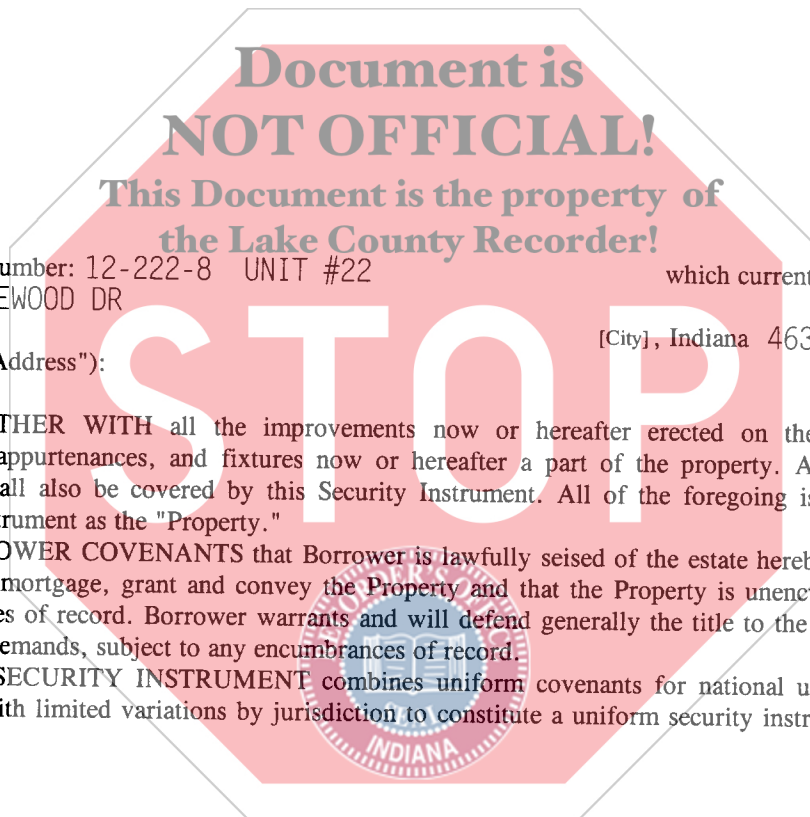 Document is
NOT OFFICIAL!
This Document is the property of
the Lake County Recorder!
umber: 12-222-8 UNIT #22 which current
EWOOD DR
[City], Indiana 463
Address"):
STOP
THER WITH all the improvements now or hereafter erected on the
appurtenances, and fixtures now or hereafter a part of the property. A
all also be covered by this Security Instrument. All of the foregoing is
trument as the "Property."
OWER COVENANTS that Borrower is lawfully seised of the estate hereb
mortgage, grant and convey the Property and that the Property is unenc
es of record. Borrower warrants and will defend generally the title to the
emands, subject to any encumbrances of record.
SECURITY INSTRUMENT combines uniform covenants for national u
ith limited variations by jurisdiction to constitute a uniform security instr
RECORDER'S OFFICE
SEAL
INDIANA